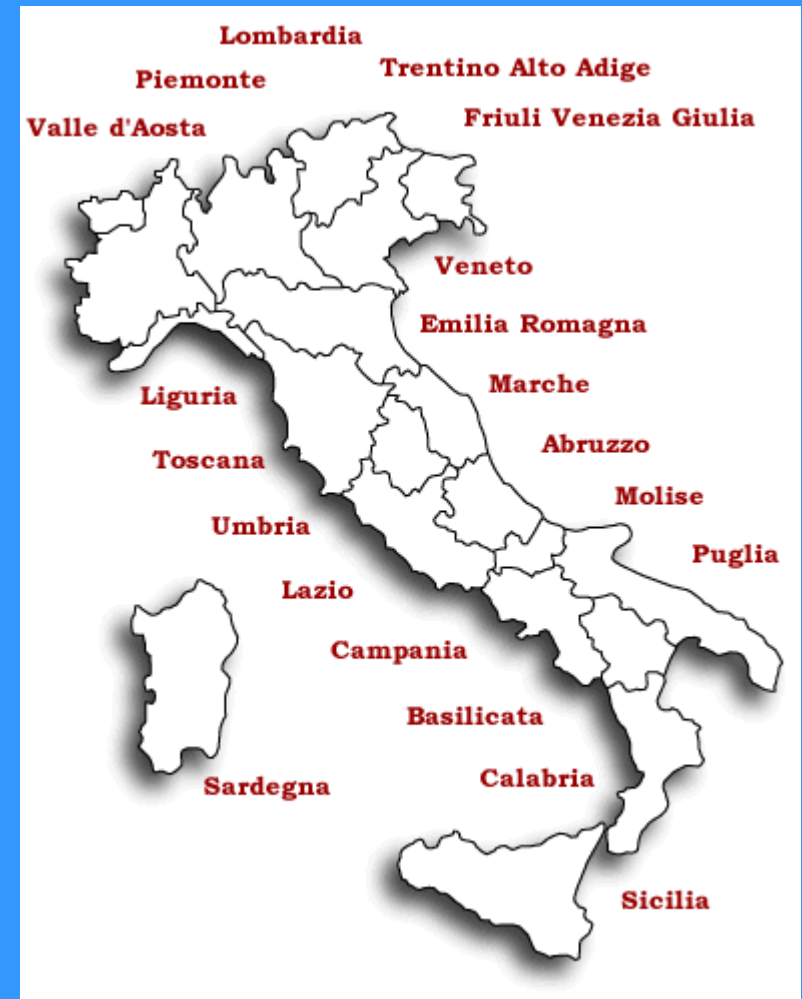 Lombardia
Trentino Alto Adige
Piemonte
Friuli Venezia Giulia
Valle d'Aosta
Veneto
Emilia Romagna
Marche
Liguria
Abruzzo
Toscana
Molise
Umbria
Puglia
Lazio
Campania
Basilicata
Calabria
Sardegna
Sicilia